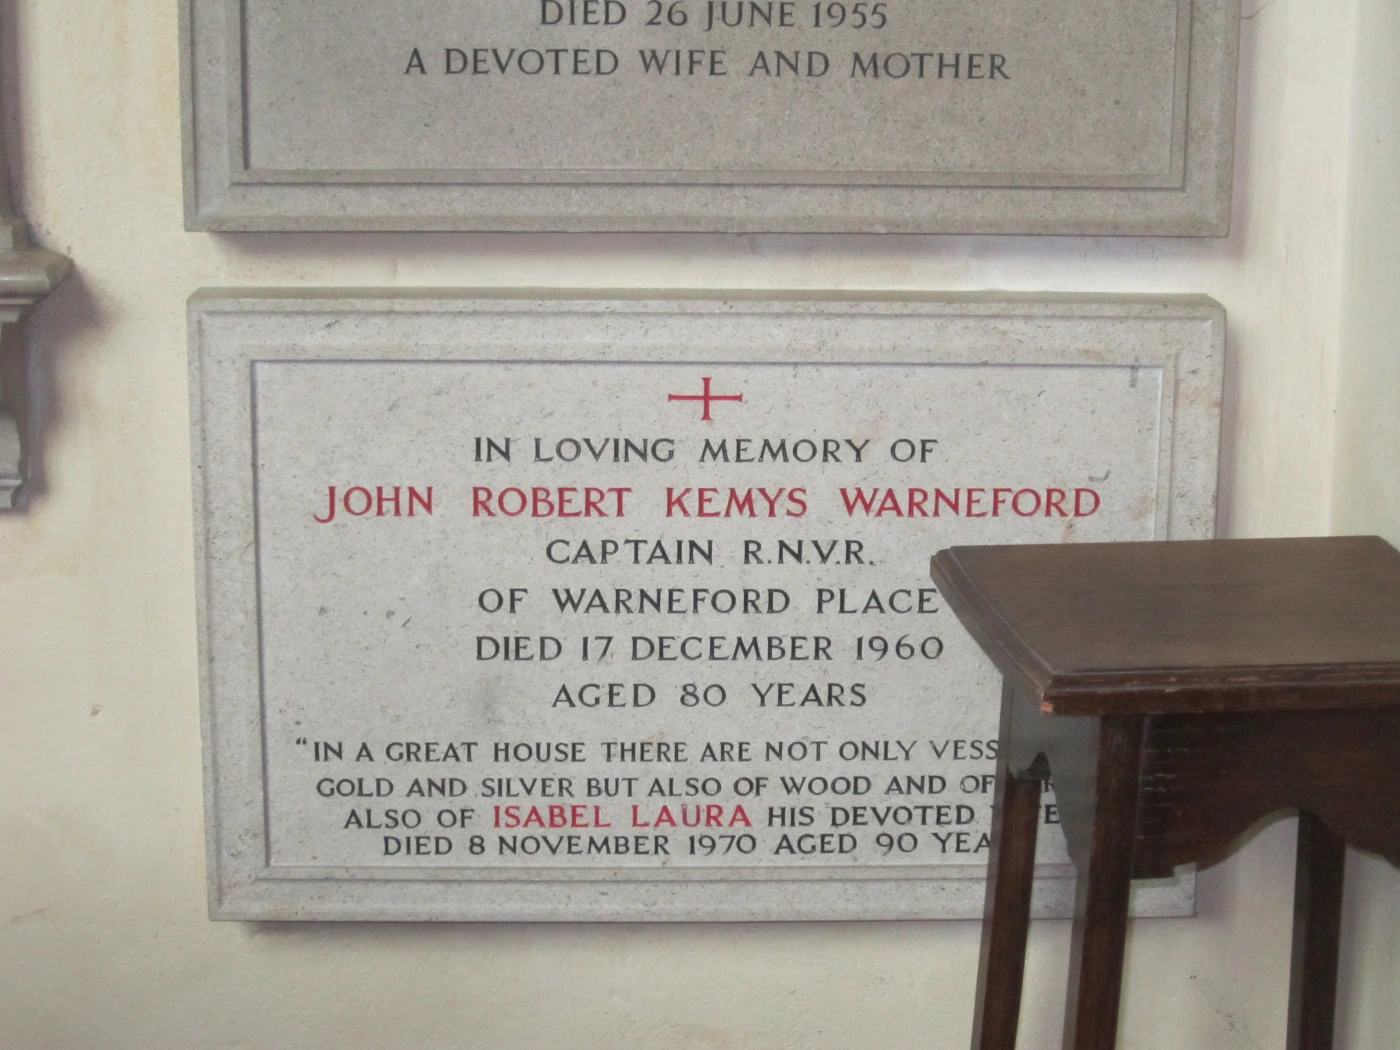 DIED 26 JUNE 1955
A DEVOTED WIFE AND MOTHER
IN LOVING MEMORY OF
JOHN ROBERT KEMYS WARNEFORD
CAPTAIN R.N.V.R.
OF WARNEFORD PLACE
DIED 17 DECEMBER 1960
AGED 80 YEARS
“IN A GREAT HOUSE THERE ARE NOT ONLY
GOLD AND SILVER BUT ALSO OF WOOD AND OF
ALSO OF ISABEL LAURA HIS DEVOTED
DIED 8 NOVEMBER 1970 AGED 90